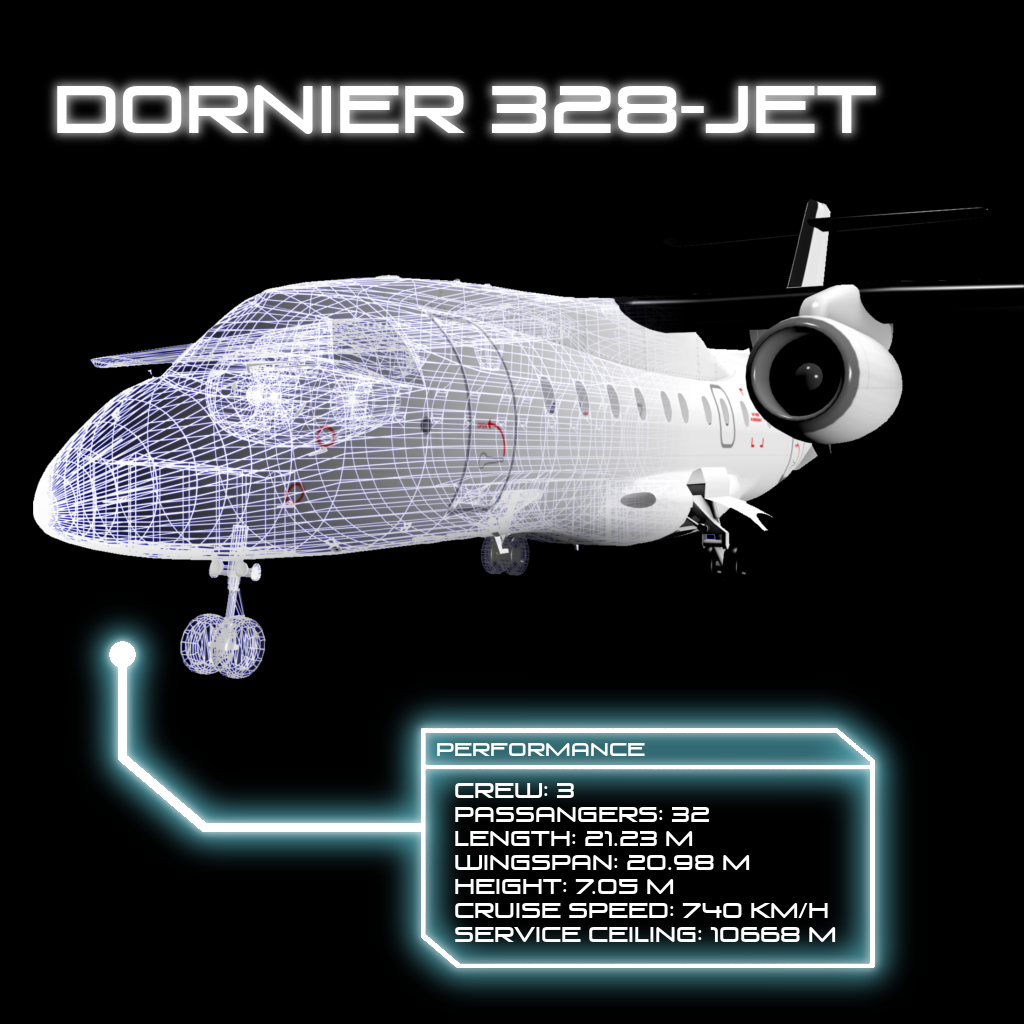 DORNIER 328-JET
PERFORMANCE
CREW: 3
PASSANGERS: 32
LENGTH: 21.23 M
WINGSPAN: 20.98 M
HEIGHT: 7.05 M
CRUISE SPEED: 740 KM/H
SERVICE CEILING: 10668 M